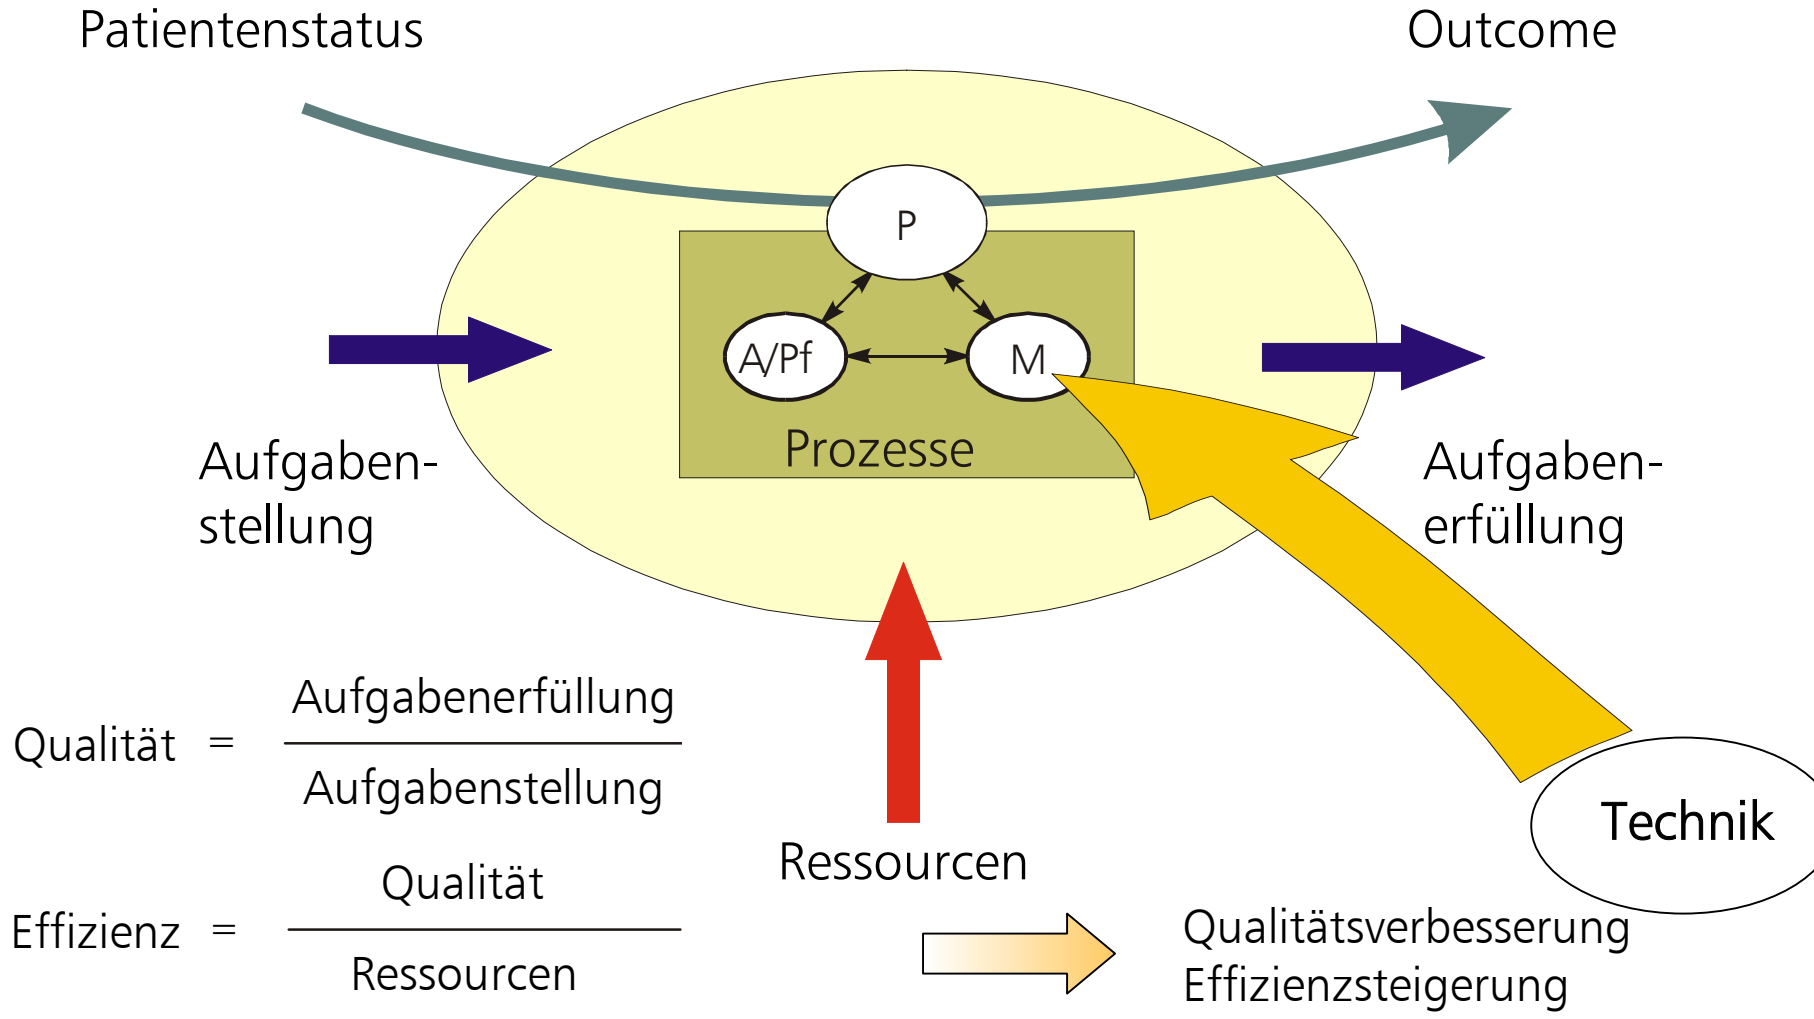 Patientenstatus
Outcome
P
A/Pf
M
Prozesse
Aufgaben-
stellung
Aufgaben-
erfüllung
Aufgabenerfüllung
Qualität =
Aufgabenstellung
Ressourcen
Technik
Qualität
Effizienz =
Ressourcen
Qualitätsverbesserung
Effizienzsteigerung